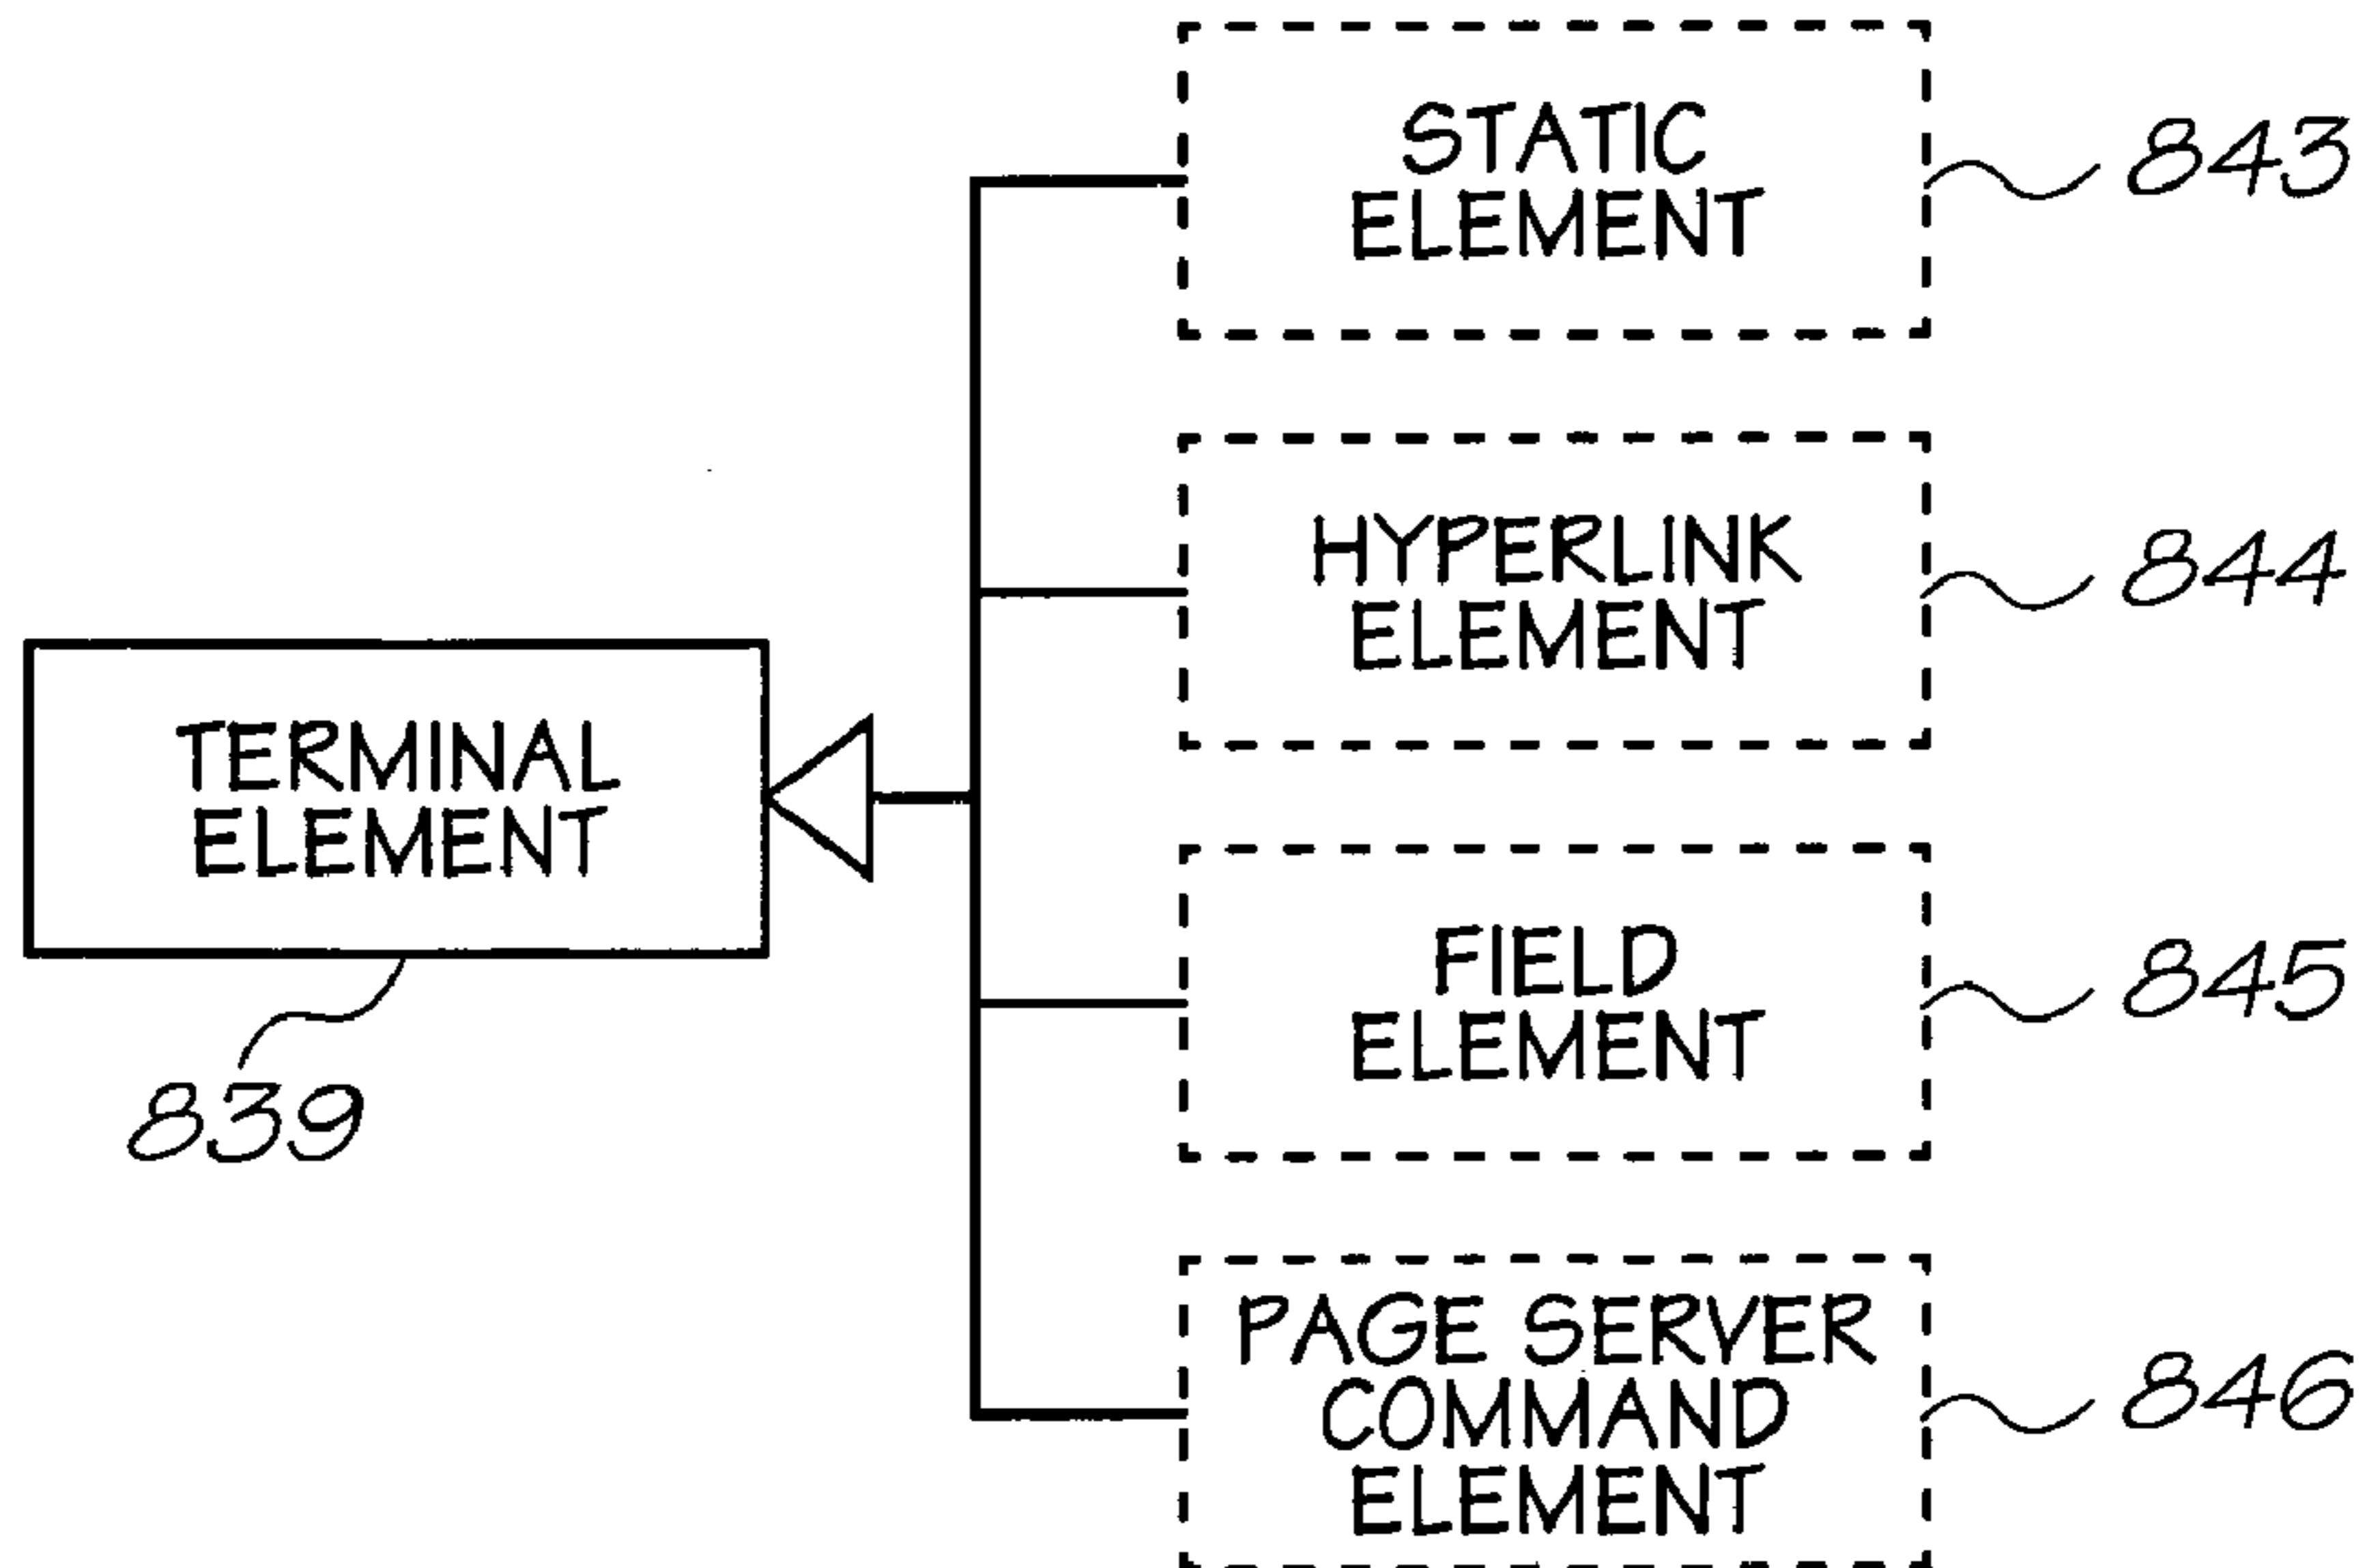 STATIC
ELEMENT
843
HYPERLINK
ELEMENT
844
TERMINAL
ELEMENT
839
FIELD
ELEMENT
845
PAGE SERVER
COMMAND
ELEMENT
846